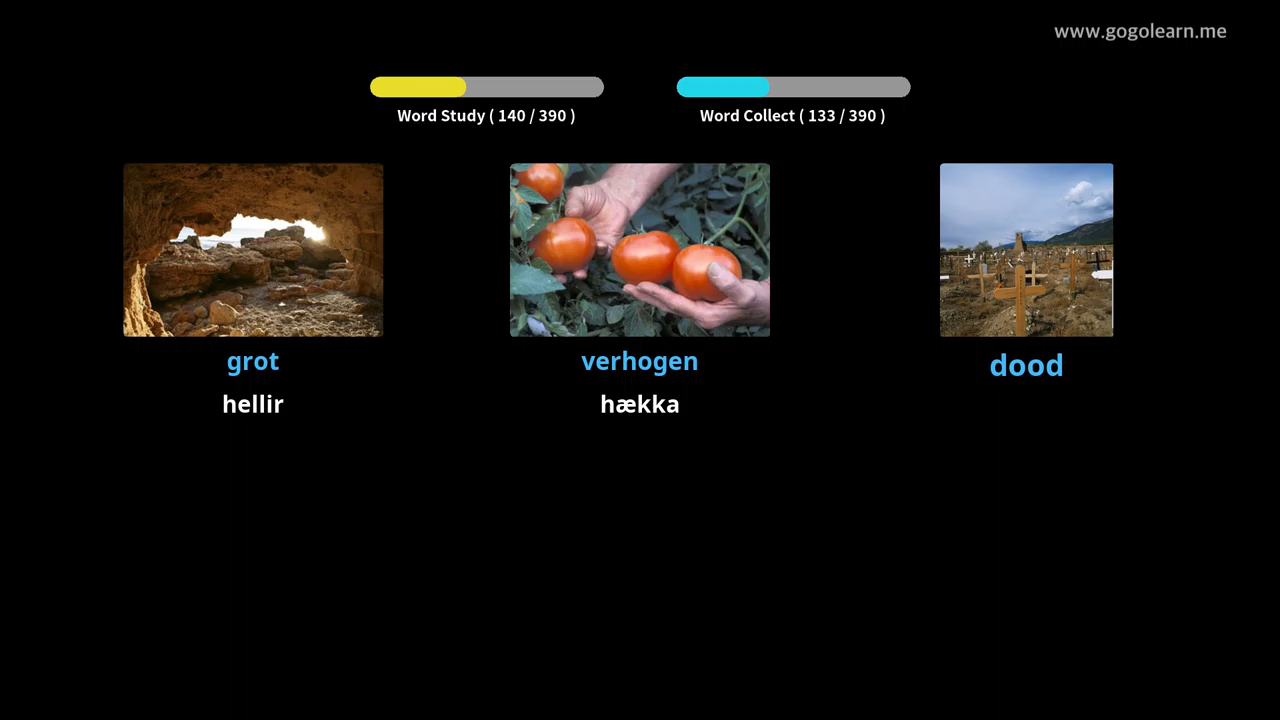 www.gogolearn.me
Word Study ( 140 / 390 )
Word Collect ( 133 / 390 )
grot
verhogen
dood
hellir
hækka